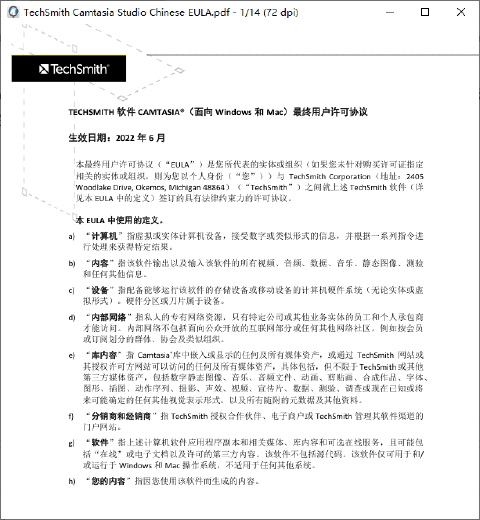 TechSmith Camtasia Studio Chinese EULA.pdf - 1/14 (72 dpi)
TechSmith
TECHSMITH 软件 CAMTASIA®（面向 Windows 和 Mac）最终用户许可协议
生效日期：2022 年 6 月
本最终用户许可协议（“EULA”）是您所代表的实体或组织（如果您未针对购买许可证指定
相关的实体或组织，则为您以个人身份（“您”））与 TechSmith Corporation（地址：2405
Woodlake Drive, Okemos, Michigan 48864）（“TechSmith”）之间就上述 TechSmith 软件（详
见本 EULA 中的定义）签订的具有法律约束力的许可协议。
本 EULA 中使用的定义。
a) “计算机”指虚拟或实体计算机设备，接受数字或类似形式的信息，并根据一系列指令进
行处理来获得特定结果。
b) “内容”指该软件输出以及输入该软件的所有视频、音频、数据、音乐、静态图像、测验
和任何其他信息。
c) “设备”指配备能够运行该软件的存储设备或移动设备的计算机硬件系统（无论实体或虚
拟形式）。硬件分区或刀片属于设备。
d) “内部网络”指私人的专有网络资源，只有特定公司或其他业务实体的员工和个人承包商
才能访问。内部网络不包括面向公众开放的互联网部分或任何其他网络社区，例如按会员
或订阅划分的群体、协会及类似组织。
e) “库内容”指 Camtasia®库中嵌入或显示的任何及所有媒体资产，或通过 TechSmith 网站或
其授权许可方网站可以访问的任何及所有媒体资产，具体包括，但不限于 TechSmith 或其他
第三方媒体资产，包括数字静态图像、音乐、音频文件、动画、剪贴画、合成作品、字体、
图形、插图、动作序列、摄影、声效、视频、宣传片、数据、测验、调查或现在已知或将
来可能确定的任何其他视觉表示形式，以及所有随附的元数据及其他资料。
f) “分销商和经销商”指 TechSmith 授权合作伙伴、电子商户或 TechSmith 管理其软件渠道的
门户网站。
g) “软件”指上述计算机软件应用程序副本和相关媒体、库内容和可选在线服务，且可能包
括“在线”或电子文档以及许可的第三方内容。该软件不包括源代码。该软件仅可用于和/
或运行于 Windows 和 Mac 操作系统，不适用于任何其他系统。
h) “您的内容”指因您使用该软件而生成的内容。